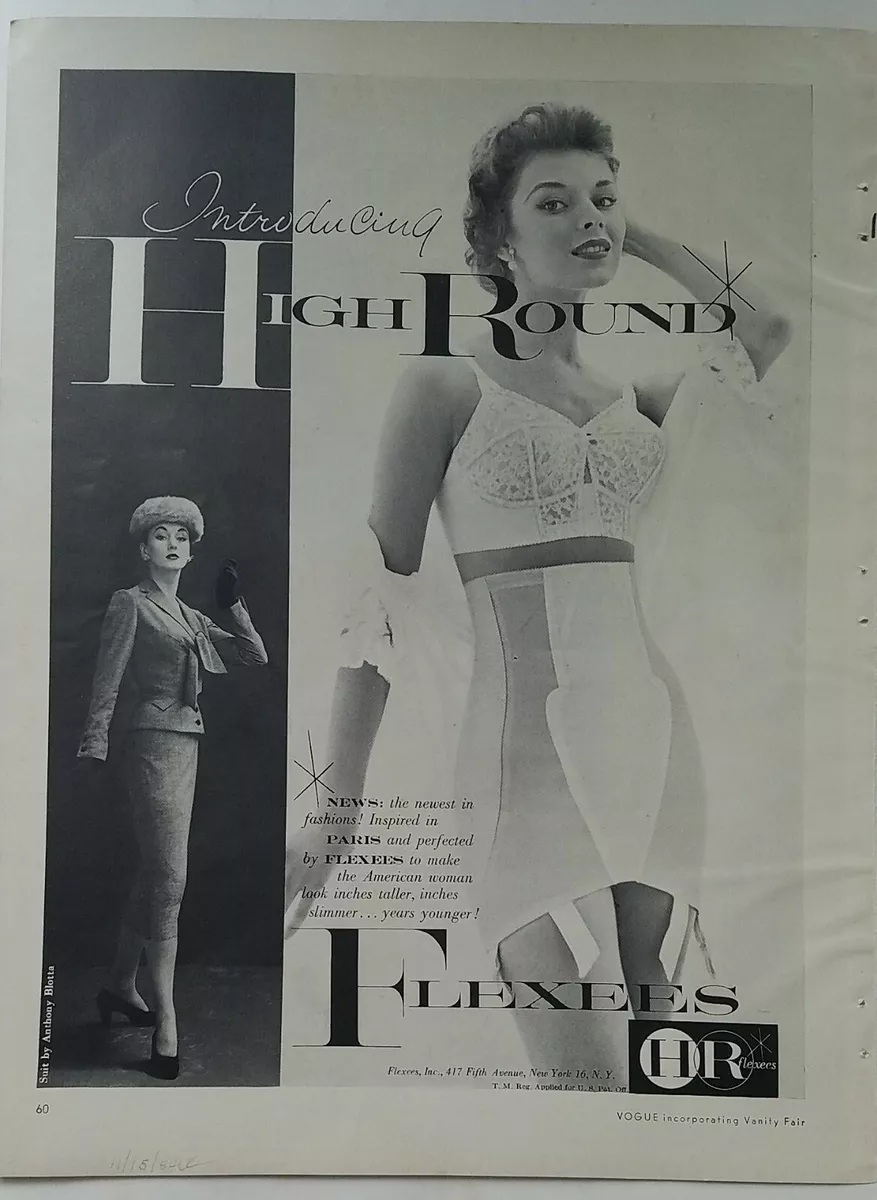 Introducing
HIGH ROUND
NEWS: the newest in
fashions! Inspired in
PARIS and perfected
by FLEXEES to make
the American woman
look inches taller, inches
slimmer... years younger!
FLEXEES
HR flexees
Flexees, Inc., 417 Fifth Avenue, New York 16, N. Y.
T. M. Reg. Applied for U. S. Pat. Off.
Suit by Anthony Blotta
60
VOGUE incorporating Vanity Fair